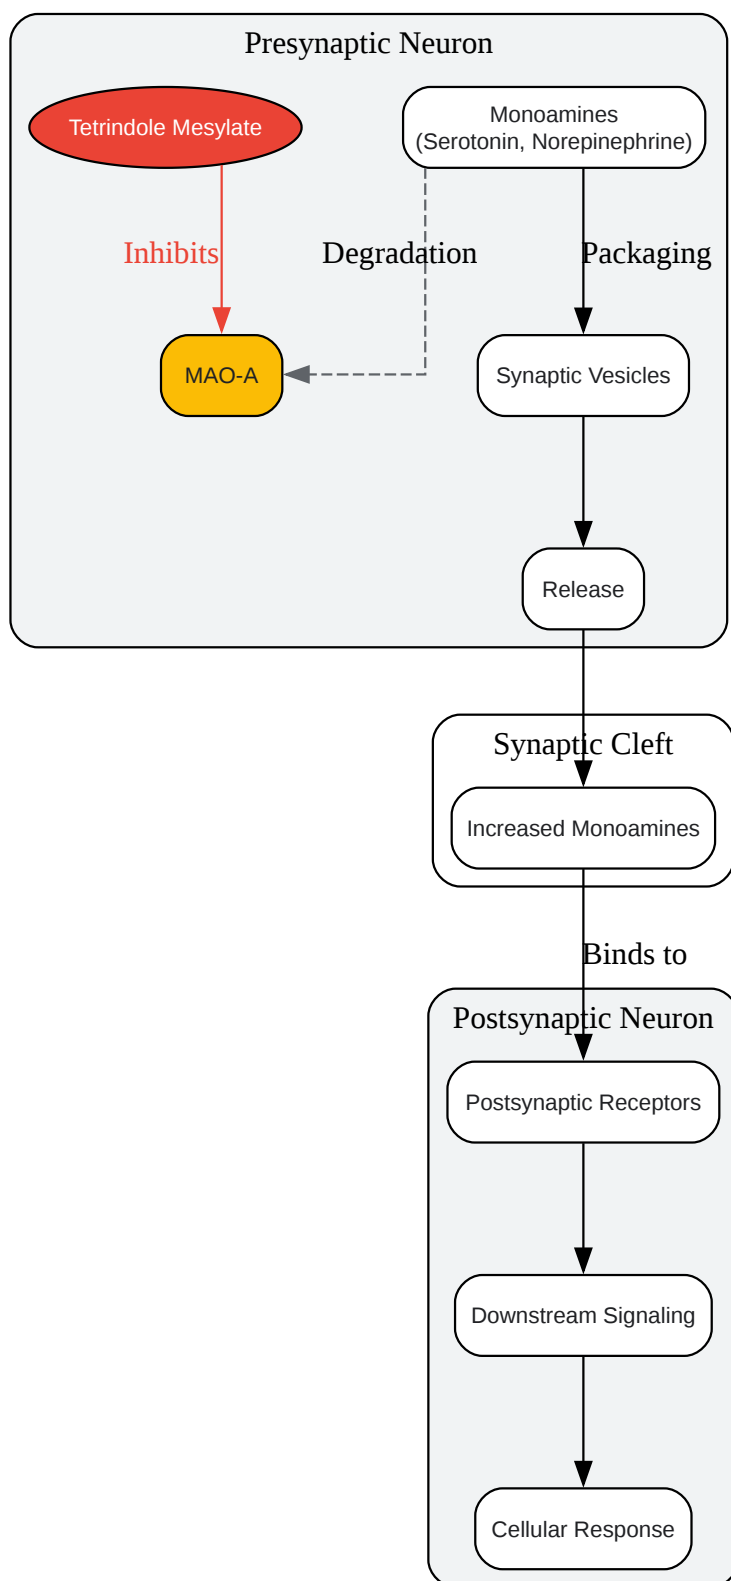 Presynaptic Neuron
Tetrindole Mesylate
Monoamines
(Serotonin, Norepinephrine)
Inhibits
Degradation
Packaging
MAO-A
Synaptic Vesicles
Release
Synaptic Cleft
Increased Monoamines
Binds to
Postsynaptic Neuron
Postsynaptic Receptors
Downstream Signaling
Cellular Response